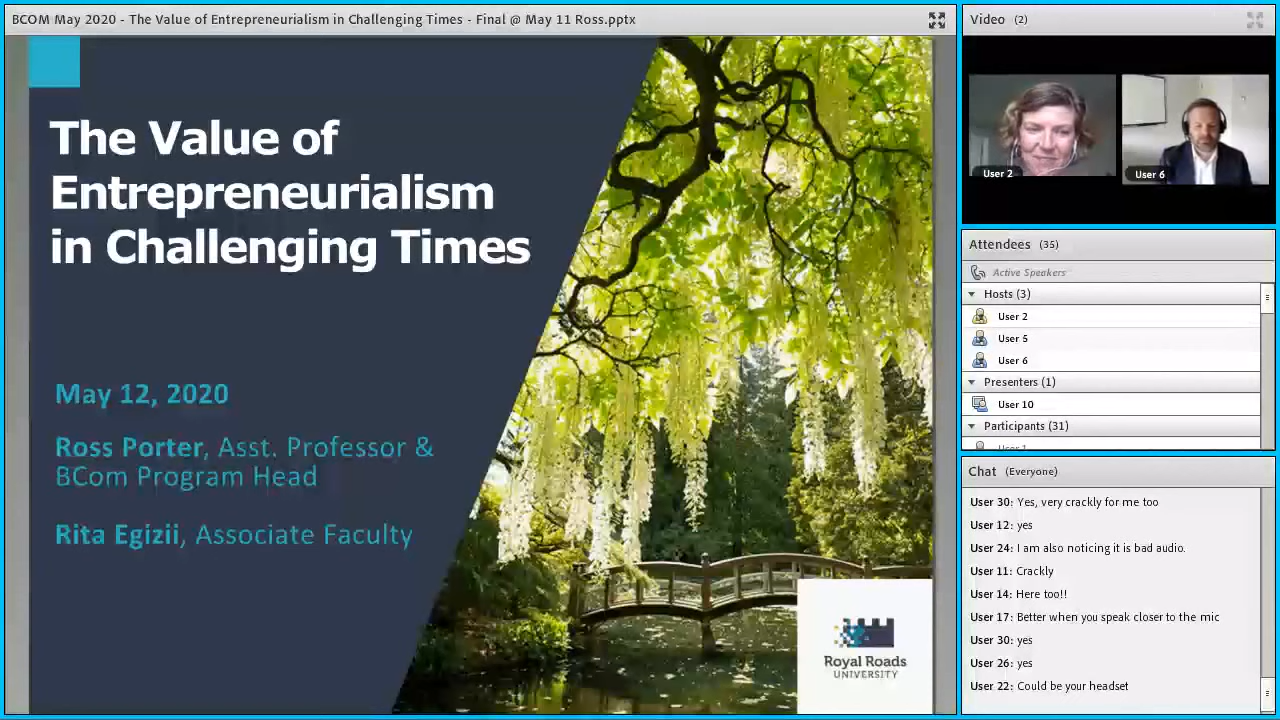 BCOM May 2020 - The Value of Entrepreneurialism in Challenging Times - Final @ May 11 Ross.pptx
The Value of
Entrepreneurialism
in Challenging Times
May 12, 2020
Ross Porter, Asst. Professor &
BCom Program Head
Rita Egizii, Associate Faculty
Royal Roads
UNIVERSITY
Video (2)
User 2
User 6
Attendees (35)
Active Speakers
Hosts (3)
User 2
User 5
User 6
Presenters (1)
User 10
Participants (31)
User 1
Chat (Everyone)
User 30: Yes, very crackly for me too
User 12: yes
User 24: I am also noticing it is bad audio.
User 11: Crackly
User 14: Here too!!
User 17: Better when you speak closer to the mic
User 30: yes
User 26: yes
User 22: Could be your headset